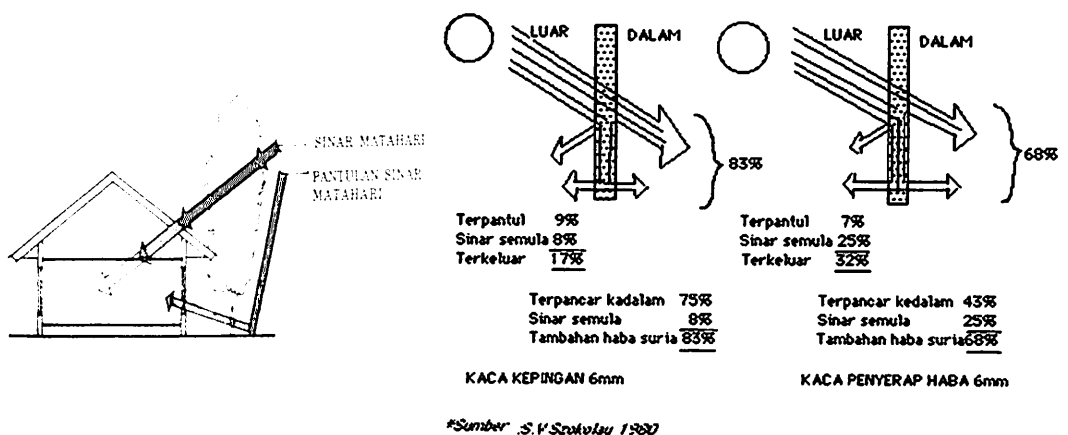 SINAR MATAHARI
PANTULAN SINAR
MATAHARI
LUAR
DALAM
83%
Terpantul 9%
Sinar semula 8%
Terkeluar 17%
Terpancar kadalam 75%
Sinar semula 8%
Tambahan haba suria 83%
KACA KEPINGAN 6mm
LUAR
DALAM
68%
Terpantul 7%
Sinar semula 25%
Terkeluar 32%
Terpancar kedalam 43%
Sinar semula 25%
Tambahan haba suria 68%
KACA PENYERAP HABA 6mm
*Sumber :S.V Szokolau 1980